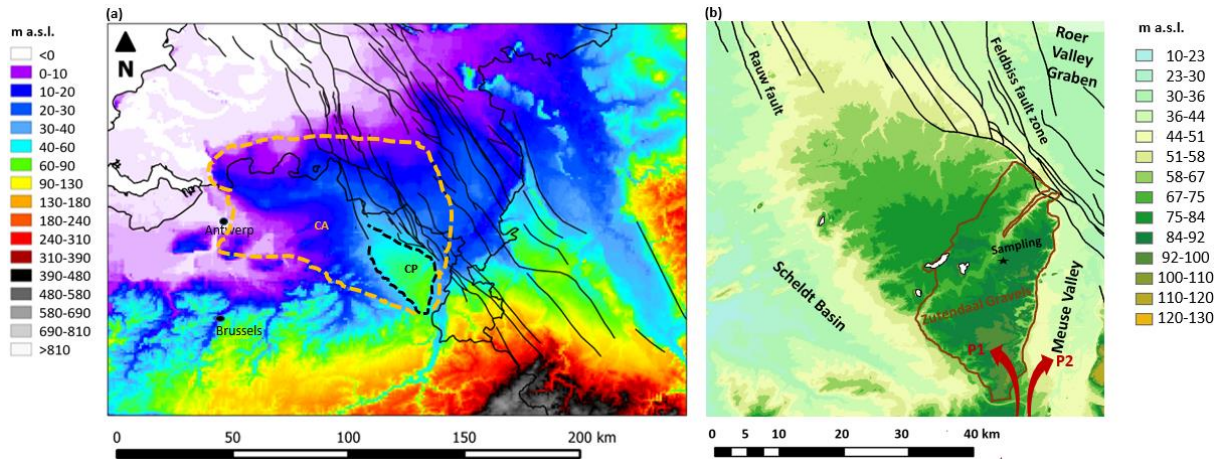 (a)
m a.s.l.
<0
0-10
10-20
20-30
30-40
40-60
60-90
90-130
130-180
180-240
240-310
310-390
390-480
480-580
580-690
690-810
>810
N
CA
Antwerp
CP
Brussels
0 50 100 150 200 km
(b)
Rauw fault
Feldbiss fault zone
Roer
Valley
Graben
Sampling
Zutendaal Gravels
Scheldt Basin
Meuse Valley
P1
P2
0 10 20 30 40 km
m a.s.l.
10-23
23-30
30-36
36-44
44-51
51-58
58-67
67-75
75-84
84-92
92-100
100-110
110-120
120-130